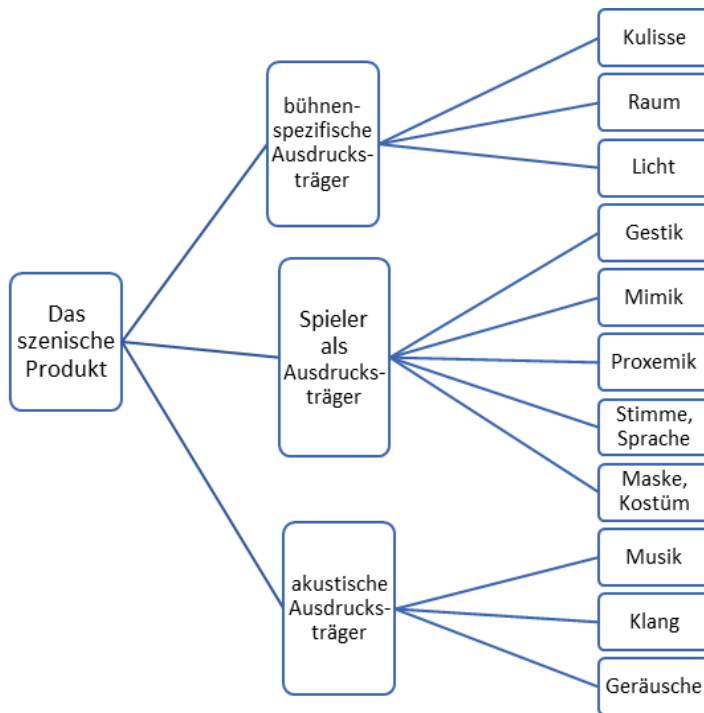 Das
szenische
Produkt
bühnen-
spezifische
Ausdrucks-
träger
Kulisse
Raum
Licht
Spieler
als
Ausdrucks-
träger
Gestik
Mimik
Proxemik
Stimme,
Sprache
Maske,
Kostüm
akustische
Ausdrucks-
träger
Musik
Klang
Geräusche